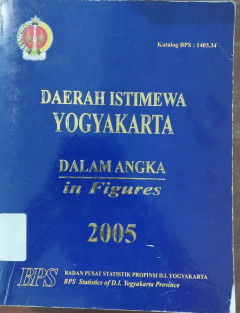 Katalog BPS : 1403.34
DAERAH ISTIMEWA
YOGYAKARTA
DALAM ANGKA
in Figures
2005
BPS
BADAN PUSAT STATISTIK PROPINSI D.I. YOGYAKARTA
BPS Statistics of D.I. Yogyakarta Province